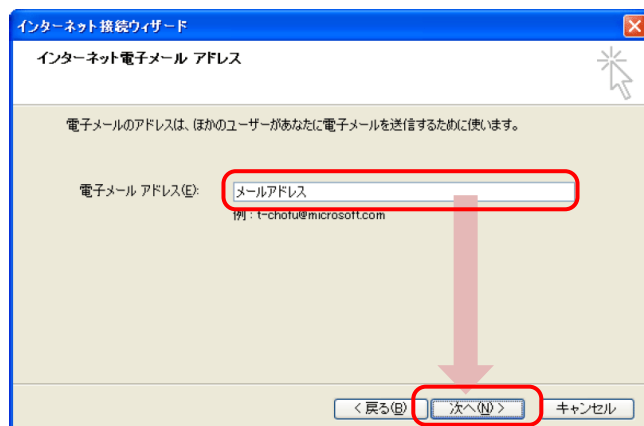 インターネット接続ウィザード
インターネット電子メール アドレス
電子メールのアドレスは、ほかのユーザーがあなたに電子メールを送信するために使います。
電子メール アドレス(E): メールアドレス
例 : t-chofu@microsoft.com
< 戻る(B) 次へ(N) > キャンセル